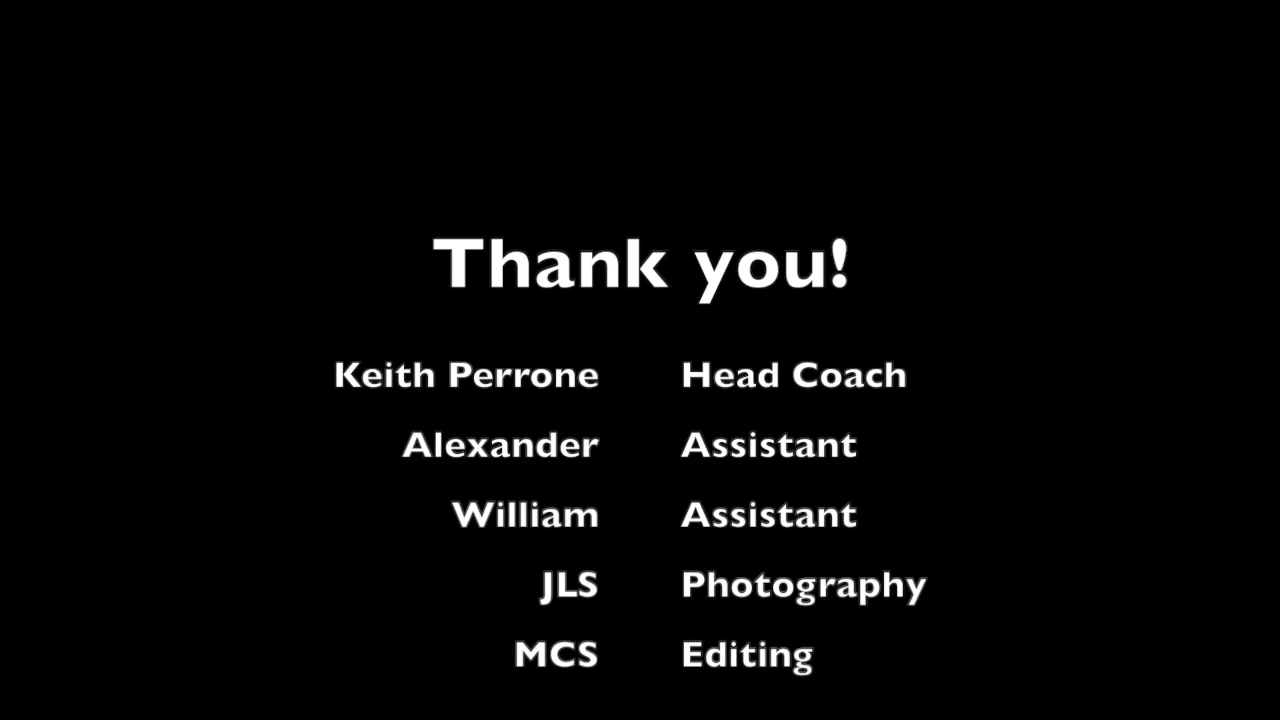 Thank you!
Keith Perrone Head Coach
Alexander Assistant
William Assistant
JLS Photography
MCS Editing